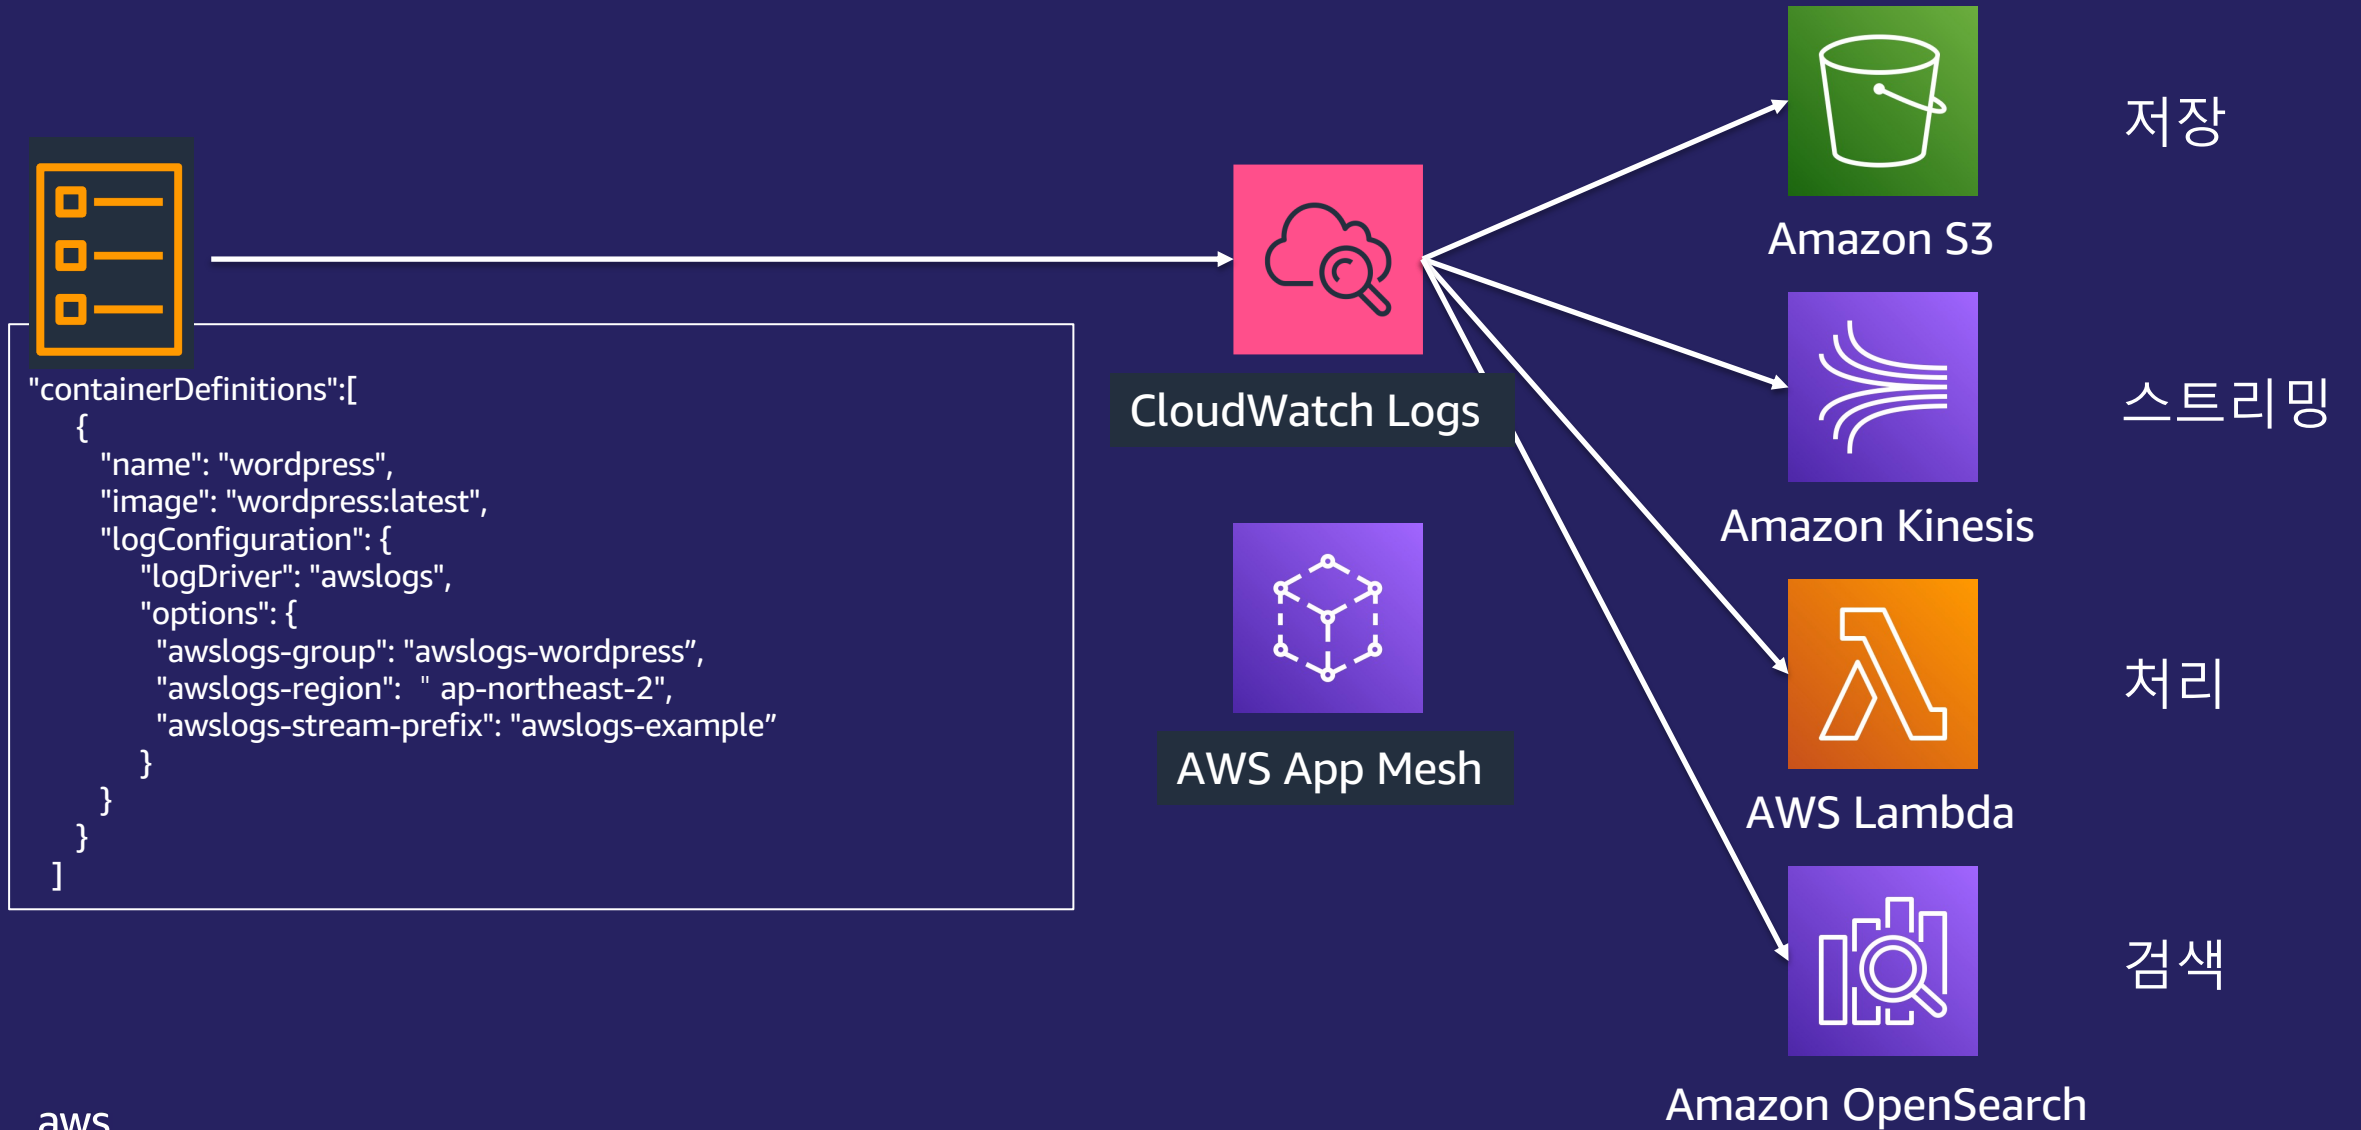 "containerDefinitions":[
{
"name": "wordpress",
"image": "wordpress:latest",
"logConfiguration": {
"logDriver": "awslogs",
"options": {
"awslogs-group": "awslogs-wordpress”,
"awslogs-region": " ap-northeast-2",
"awslogs-stream-prefix": "awslogs-example”
}
}
}
]
CloudWatch Logs
AWS App Mesh
Amazon S3
저장
Amazon Kinesis
스트리밍
AWS Lambda
처리
Amazon OpenSearch
검색
aws